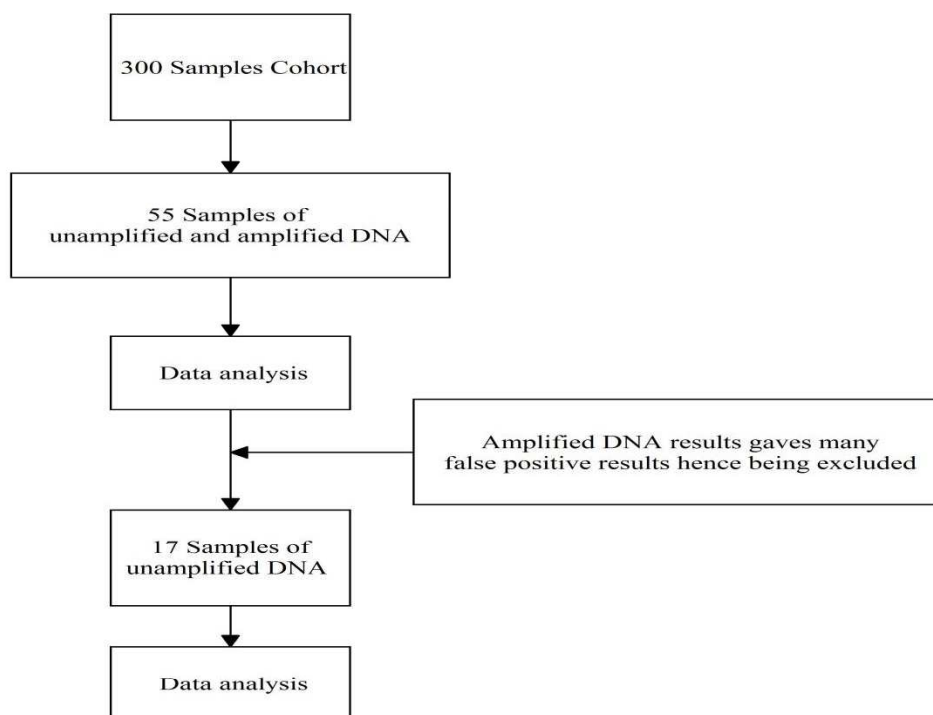 300 Samples Cohort
55 Samples of
unamplified and amplified DNA
Data analysis
Amplified DNA results gaves many
false positive results hence being excluded
17 Samples of
unamplified DNA
Data analysis